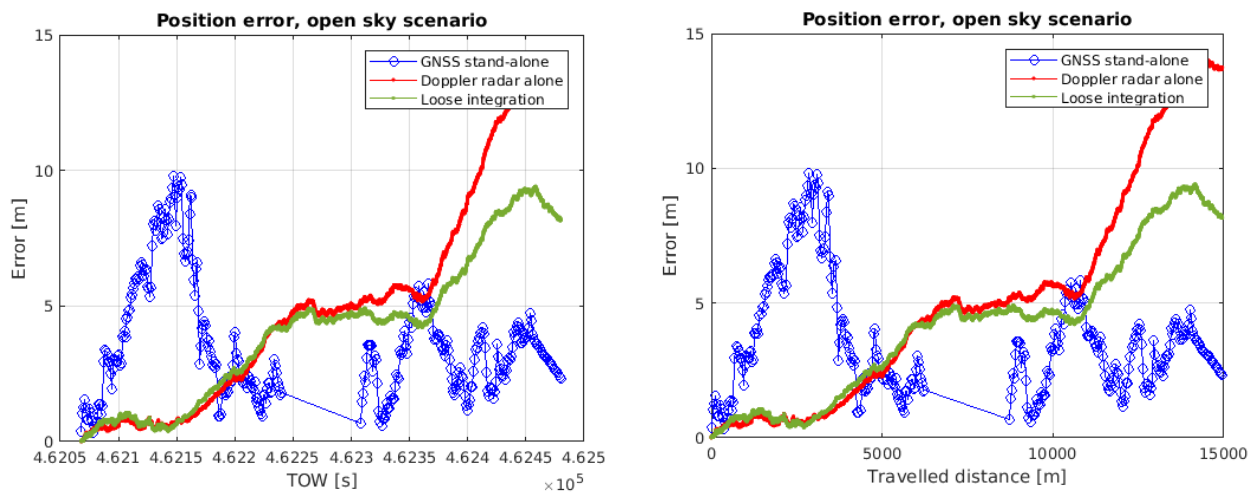 Position error, open sky scenario
15
10
5
0
Error [m]
GNSS stand-alone
Doppler radar alone
Loose integration
4.6205 4.621 4.6215 4.622 4.6225 4.623 4.6235 4.624 4.6245 4.625
TOW [s]
×10⁵
Position error, open sky scenario
15
10
5
0
Error [m]
GNSS stand-alone
Doppler radar alone
Loose integration
0 5000 10000 15000
Travelled distance [m]